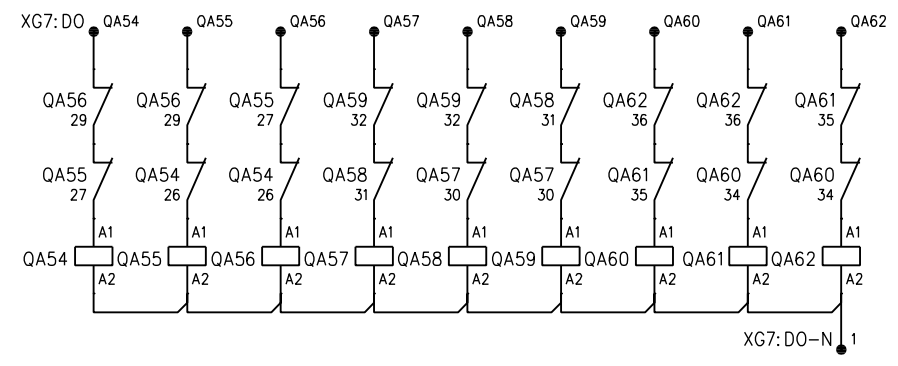 XG7:DO QA54 QA55 QA56 QA57 QA58 QA59 QA60 QA61 QA62
QA56 QA56 QA55 QA59 QA59 QA58 QA62 QA62 QA61
29 29 27 32 32 31 36 36 35
QA55 QA54 QA54 QA58 QA57 QA57 QA61 QA60 QA60
27 26 26 31 30 30 35 34 34
A1 A1 A1 A1 A1 A1 A1 A1 A1
QA54 QA55 QA56 QA57 QA58 QA59 QA60 QA61 QA62
A2 A2 A2 A2 A2 A2 A2 A2 A2
XG7:DO-N 1